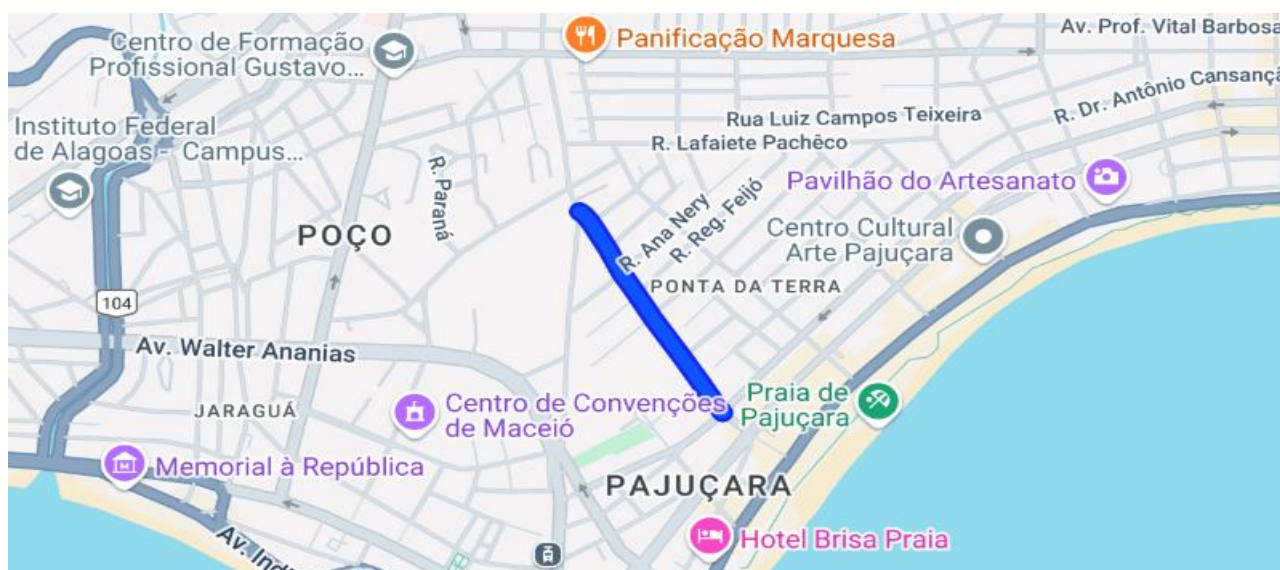 Av. Prof. Vital Barbosa
Centro de Formação
Profissional Gustavo...
Panificação Marquesa
R. Dr. Antônio Cansançã
Instituto Federal
de Alagoas - Campus...
Rua Luiz Campos Teixeira
R. Lafaiete Pachêco
R. Paraná
R. Ana Nery
R. Reg. Feijó
Pavilhão do Artesanato
POÇO
Centro Cultural
Arte Pajuçara
PONTA DA TERRA
104
Av. Walter Ananias
JARAGUÁ
Centro de Convenções
de Maceió
Praia de
Pajuçara
Memorial à República
PAJUÇARA
Av. Ind
Hotel Brisa Praia